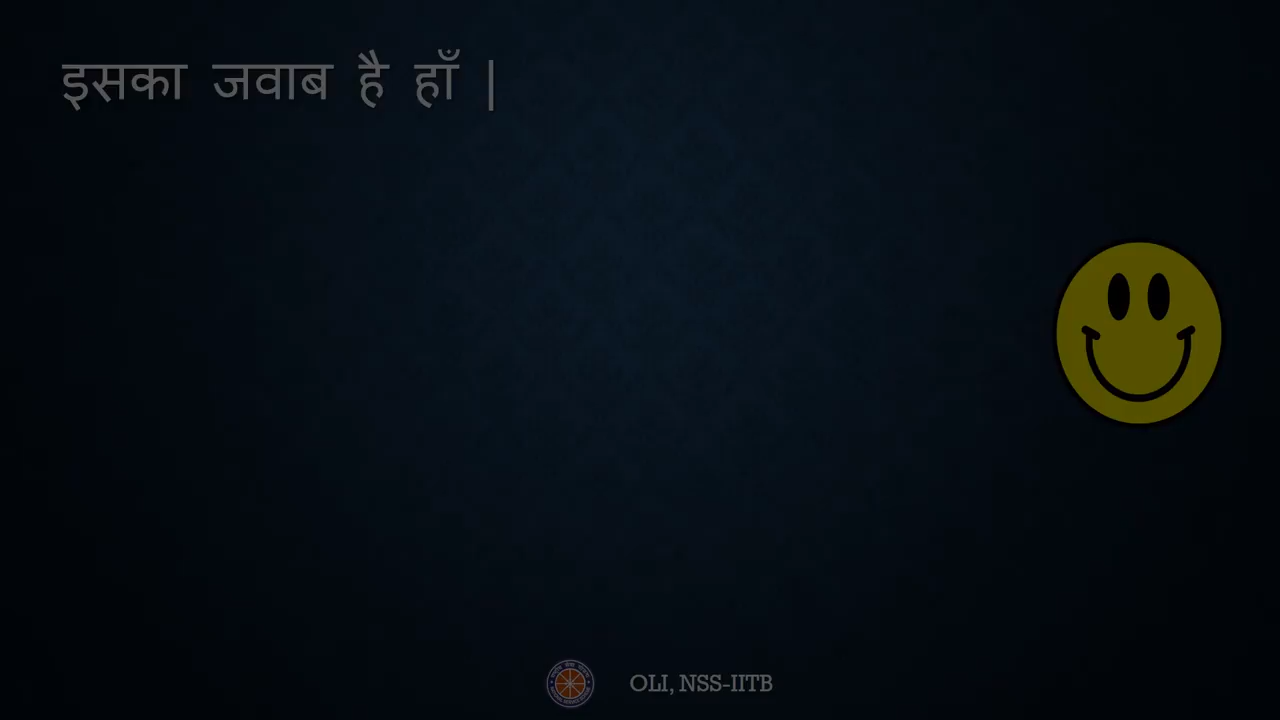 इसका जवाब है हाँ |
OLI, NSS-IITB